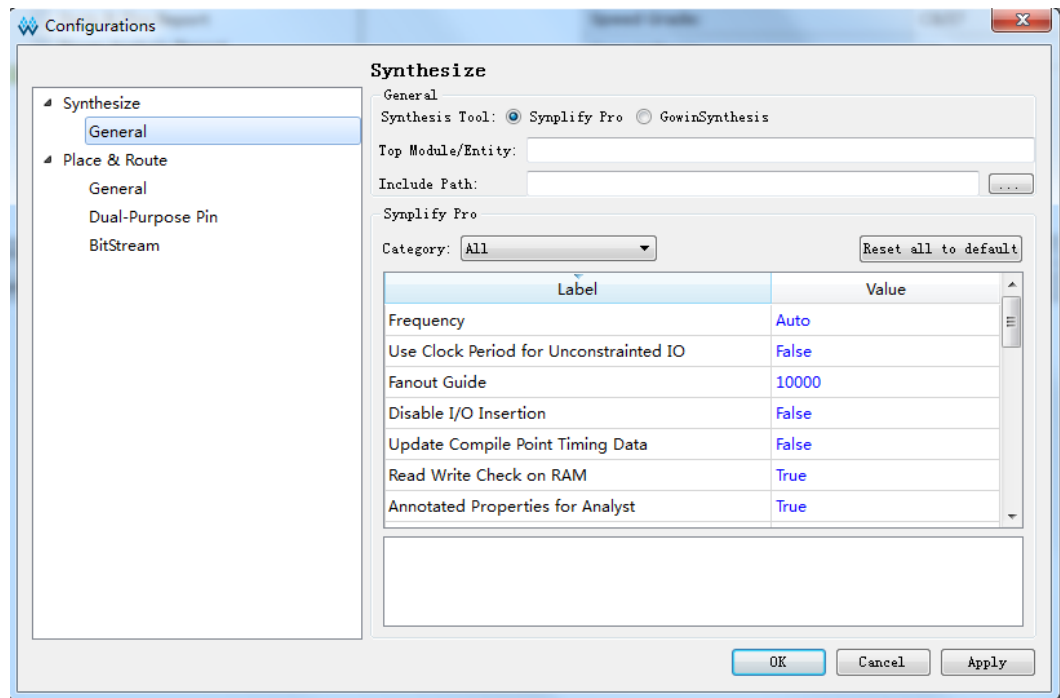 Configurations
Speed Grade
Synthesize
General
Place & Route
General
Dual-Purpose Pin
BitStream
Synthesize
General
Synthesis Tool: Synplify Pro GowinSynthesis
Top Module/Entity:
Include Path: ...
Synplify Pro
Category: All Reset all to default
Label Value
Frequency Auto
Use Clock Period for Unconstrainted IO False
Fanout Guide 10000
Disable I/O Insertion False
Update Compile Point Timing Data False
Read Write Check on RAM True
Annotated Properties for Analyst True
OK Cancel Apply